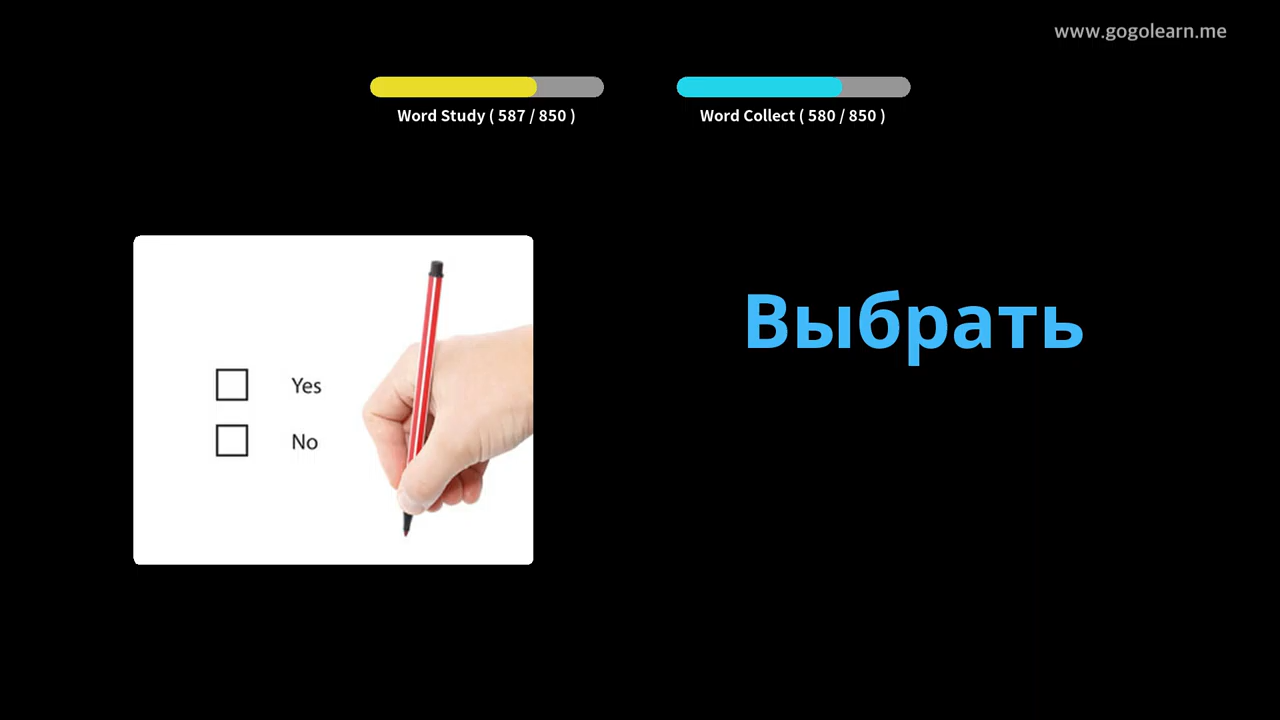 www.gogolearn.me
Word Study ( 587 / 850 )
Word Collect ( 580 / 850 )
Выбрать
Yes
No